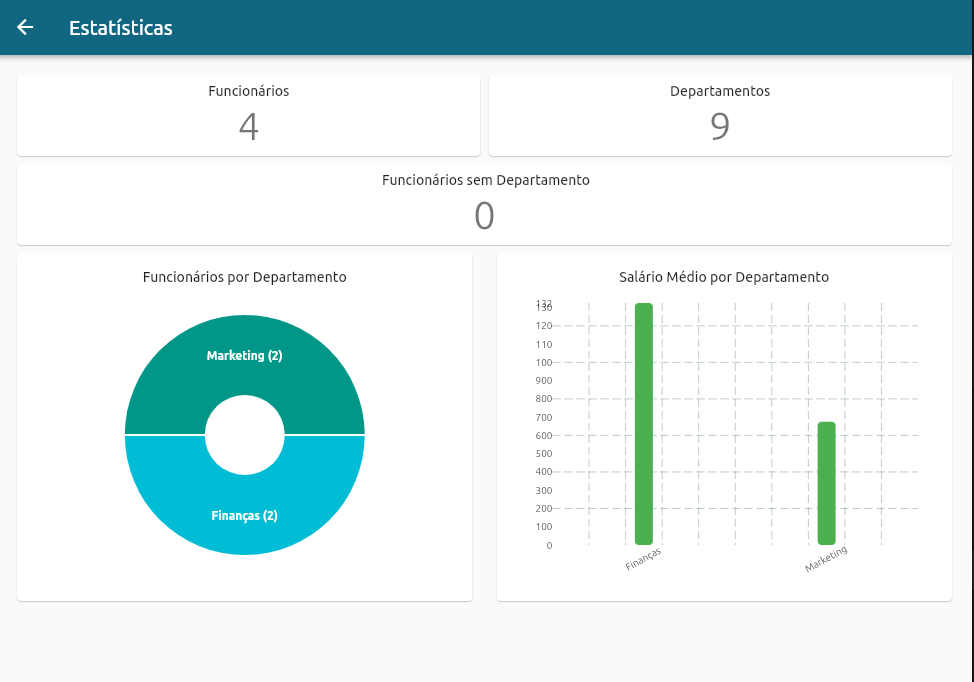 Estatísticas
Funcionários
4
Departamentos
9
Funcionários sem Departamento
0
Funcionários por Departamento
Marketing (2)
Finanças (2)
Salário Médio por Departamento
132
130
120
110
100
900
800
700
600
500
400
300
200
100
0
Finanças
Marketing